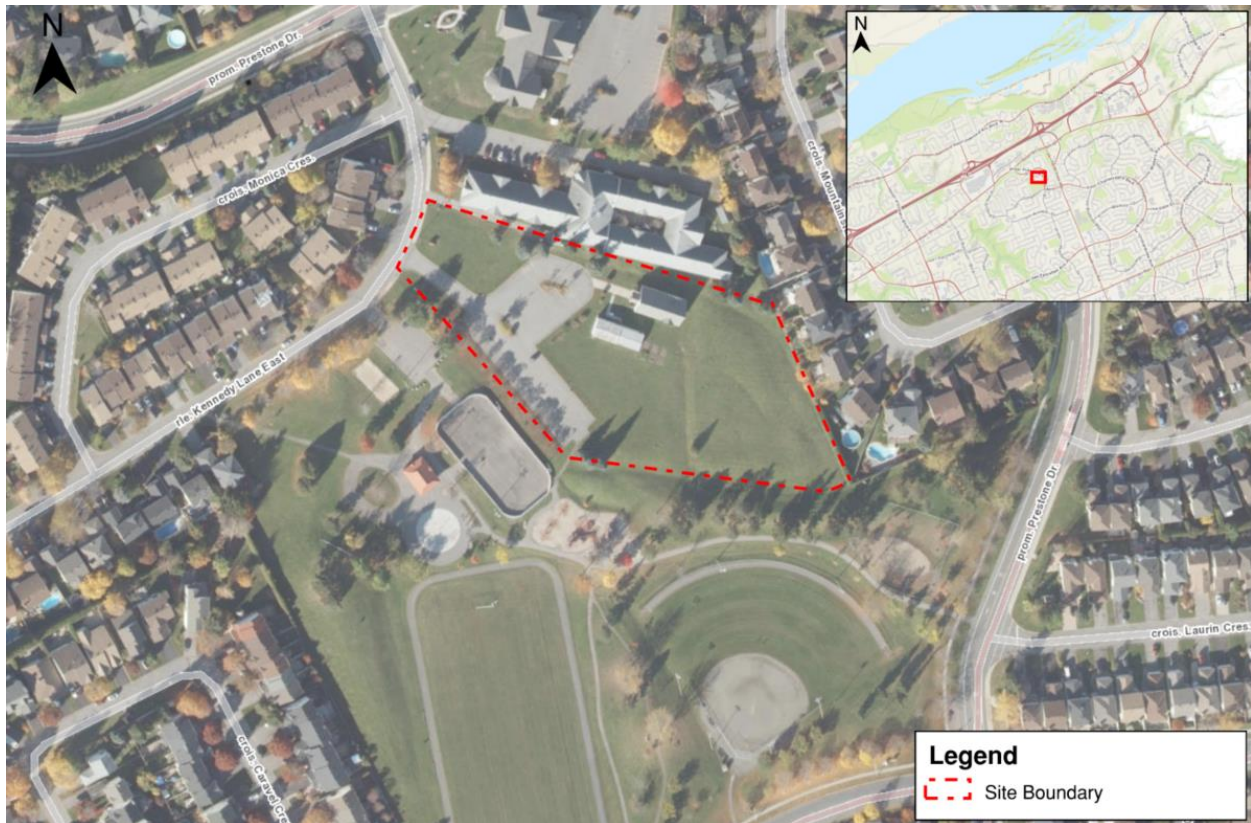 N
N
prom. Prestone Dr.
crois. Monica Cres.
crois. Mountains
rle. Kennedy Lane East
prom. Prestone Dr.
crois. Laurin Cres.
crois. Caravel Cres
Legend
Site Boundary